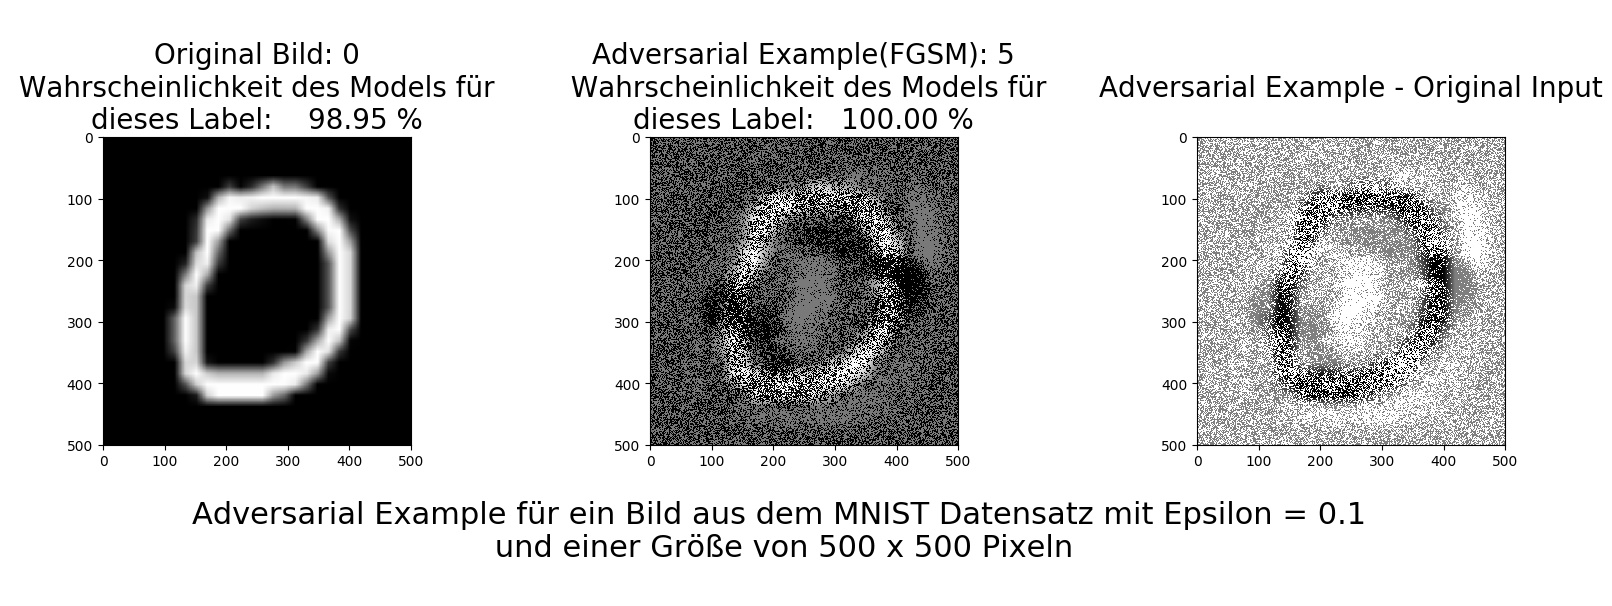 Original Bild: 0
Wahrscheinlichkeit des Models für
dieses Label:    98.95 %
0
100
200
300
400
500
0 100 200 300 400 500
Adversarial Example(FGSM): 5
Wahrscheinlichkeit des Models für
dieses Label:   100.00 %
0
100
200
300
400
500
0 100 200 300 400 500
Adversarial Example - Original Input
0
100
200
300
400
500
0 100 200 300 400 500
Adversarial Example für ein Bild aus dem MNIST Datensatz mit Epsilon = 0.1
und einer Größe von 500 x 500 Pixeln